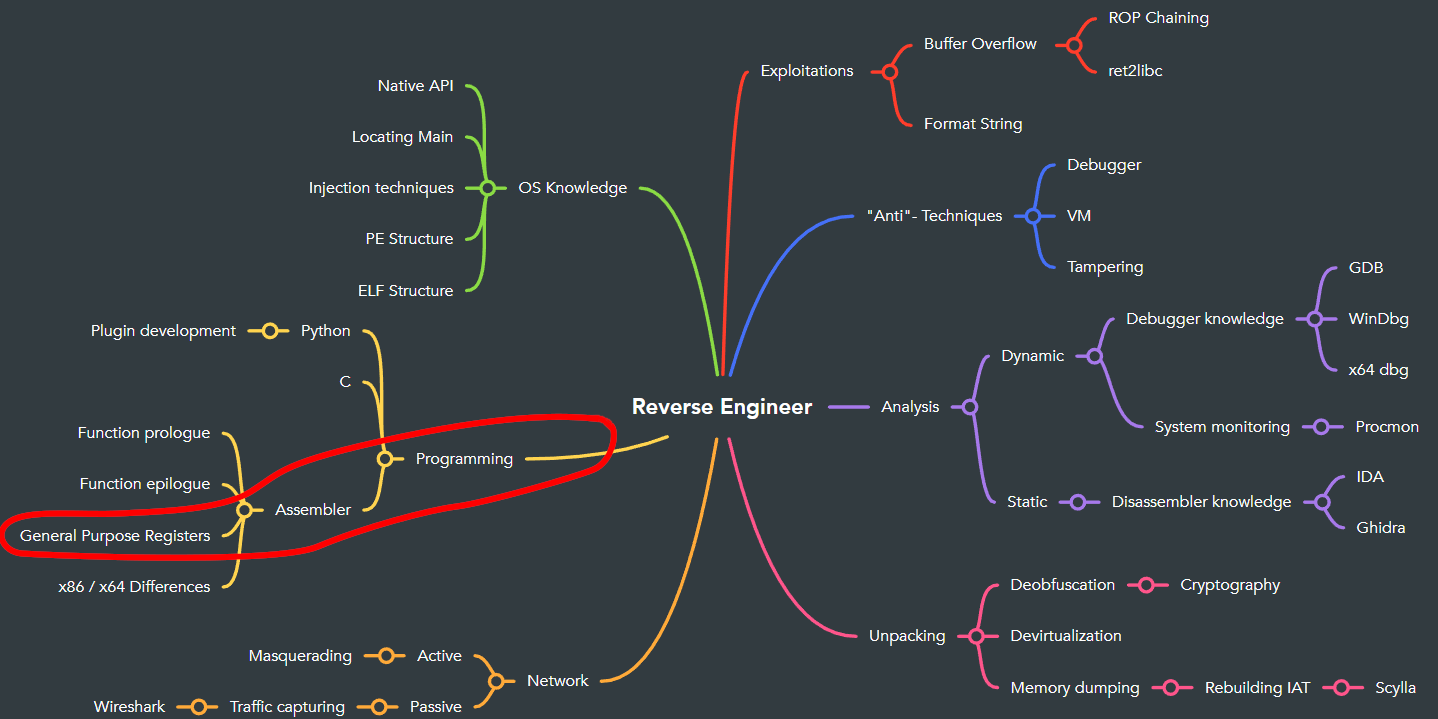 ROP Chaining
Buffer Overflow
Exploitations
ret2libc
Format String
Native API
Locating Main
Injection techniques
OS Knowledge
PE Structure
ELF Structure
Debugger
"Anti"- Techniques
VM
Tampering
Plugin development
Python
C
Function prologue
Programming
Function epilogue
Assembler
General Purpose Registers
x86 / x64 Differences
Reverse Engineer
Analysis
Dynamic
Debugger knowledge
GDB
WinDbg
x64 dbg
System monitoring
Procmon
Static
Disassembler knowledge
IDA
Ghidra
Masquerading
Active
Network
Wireshark
Traffic capturing
Passive
Unpacking
Deobfuscation
Cryptography
Devirtualization
Memory dumping
Rebuilding IAT
Scylla